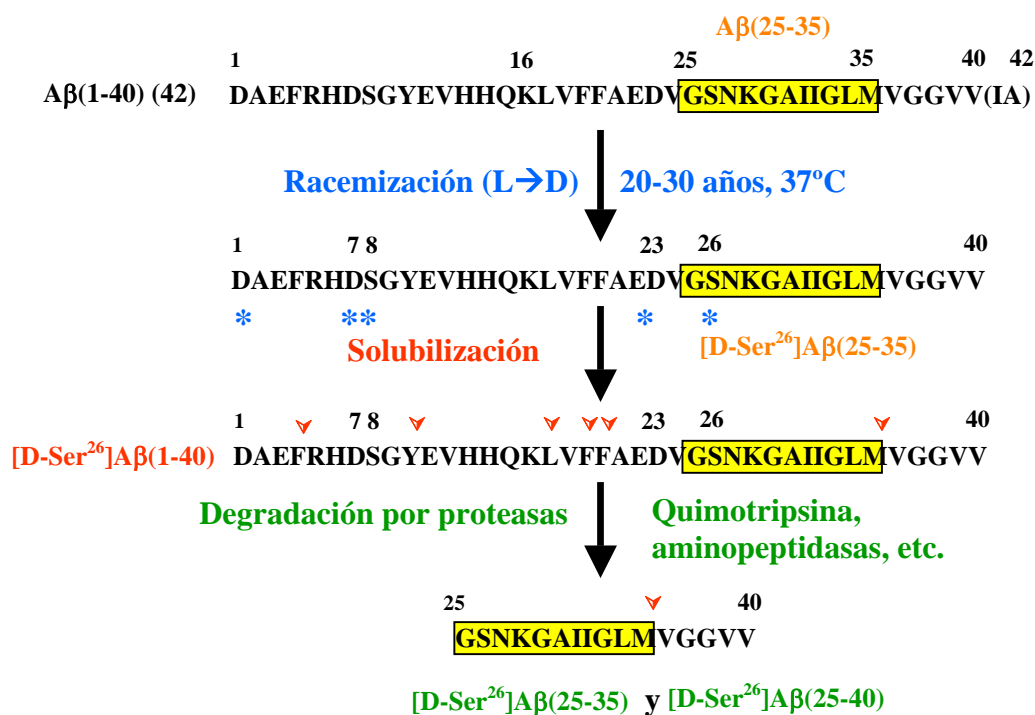 Aβ(25-35)
1 16 25 35 40 42
Aβ(1-40) (42) DAEFRHDSGYEVHHQKLVFFAEDVGSNKGAIIGLMVGGVV(IA)
Racemización (L→D) 20-30 años, 37ºC
1 7 8 23 26 40
DAEFRHDSGYEVHHQKLVFFAEDVGSNKGAIIGLMVGGVV
* ** * *
Solubilización [D-Ser26]Aβ(25-35)
1 7 8 23 26 40
[D-Ser26]Aβ(1-40) DAEFRHDSGYEVHHQKLVFFAEDVGSNKGAIIGLMVGGVV
Degradación por proteasas Quimotripsina,
aminopeptidasas, etc.
25 40
GSNKGAIIGLMVGGVV
[D-Ser26]Aβ(25-35) y [D-Ser26]Aβ(25-40)